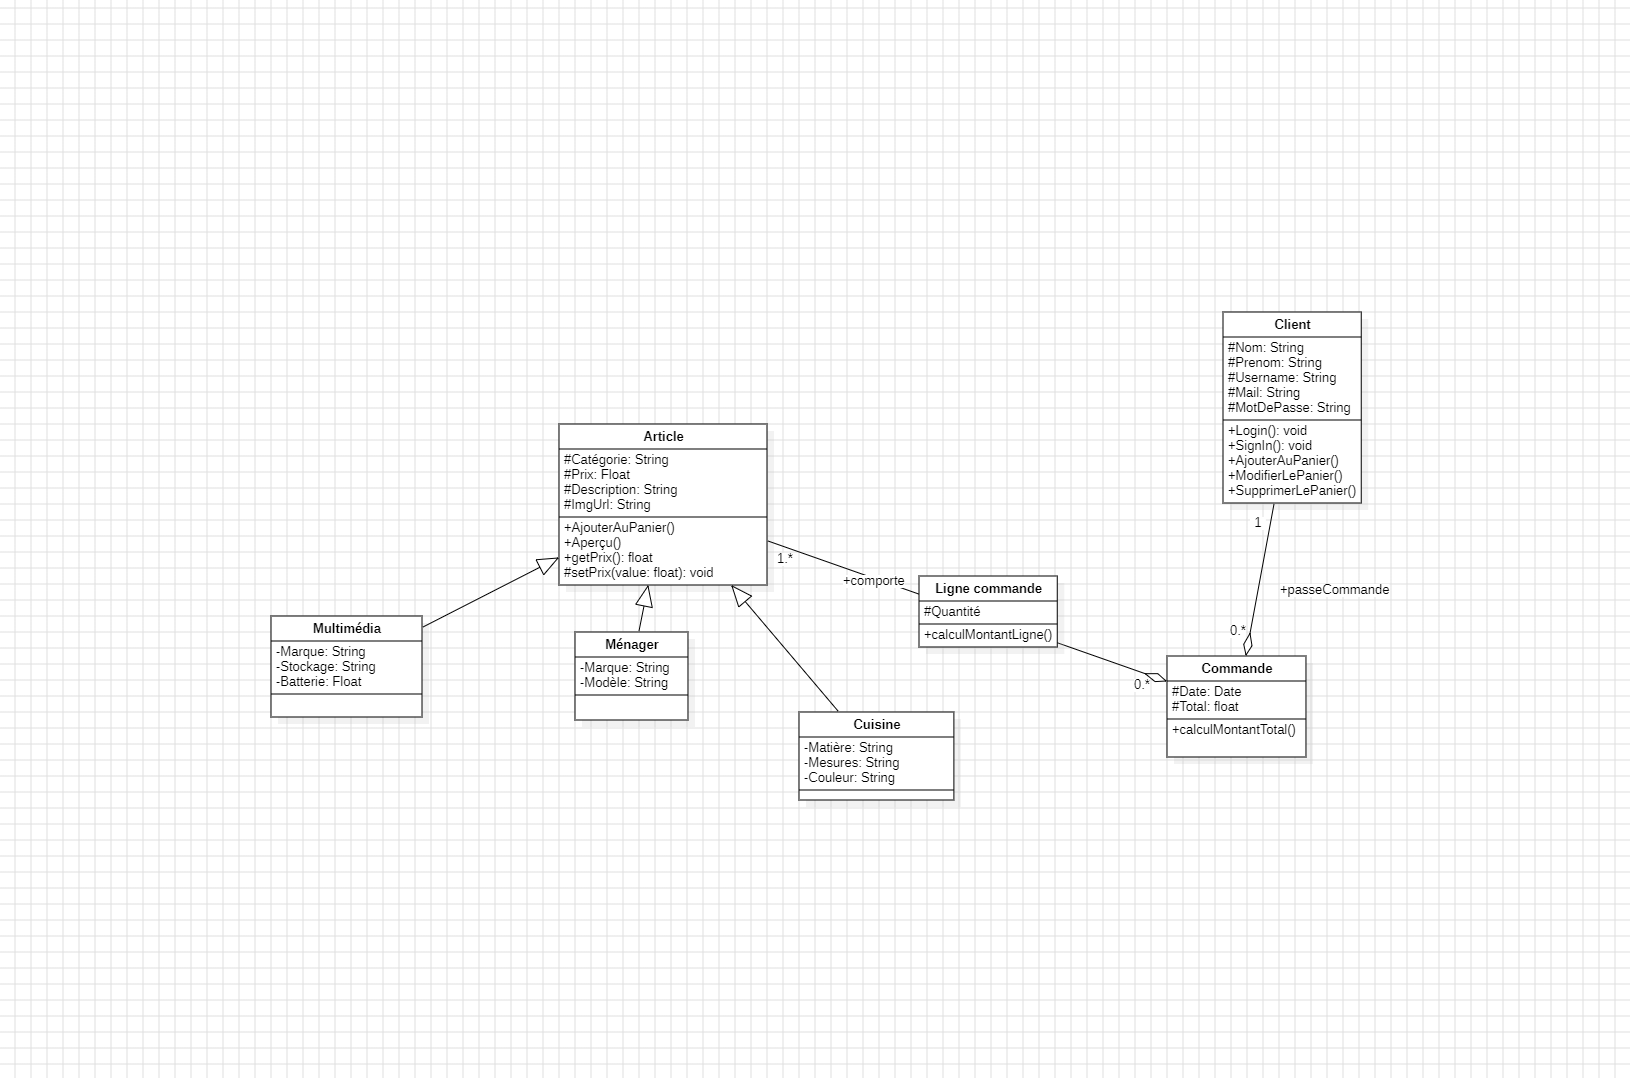 Client
#Nom: String
#Prenom: String
#Username: String
#Mail: String
#MotDePasse: String
+Login(): void
+SignIn(): void
+AjouterAuPanier()
+ModifierLePanier()
+SupprimerLePanier()
1
+passeCommande
0.*
Article
#Catégorie: String
#Prix: Float
#Description: String
#ImgUrl: String
+AjouterAuPanier()
+Aperçu()
+getPrix(): float
#setPrix(value: float): void
1.*
+comporte
Ligne commande
#Quantité
+calculMontantLigne()
0.*
Commande
#Date: Date
#Total: float
+calculMontantTotal()
Multimédia
-Marque: String
-Stockage: String
-Batterie: Float
Ménager
-Marque: String
-Modèle: String
Cuisine
-Matière: String
-Mesures: String
-Couleur: String